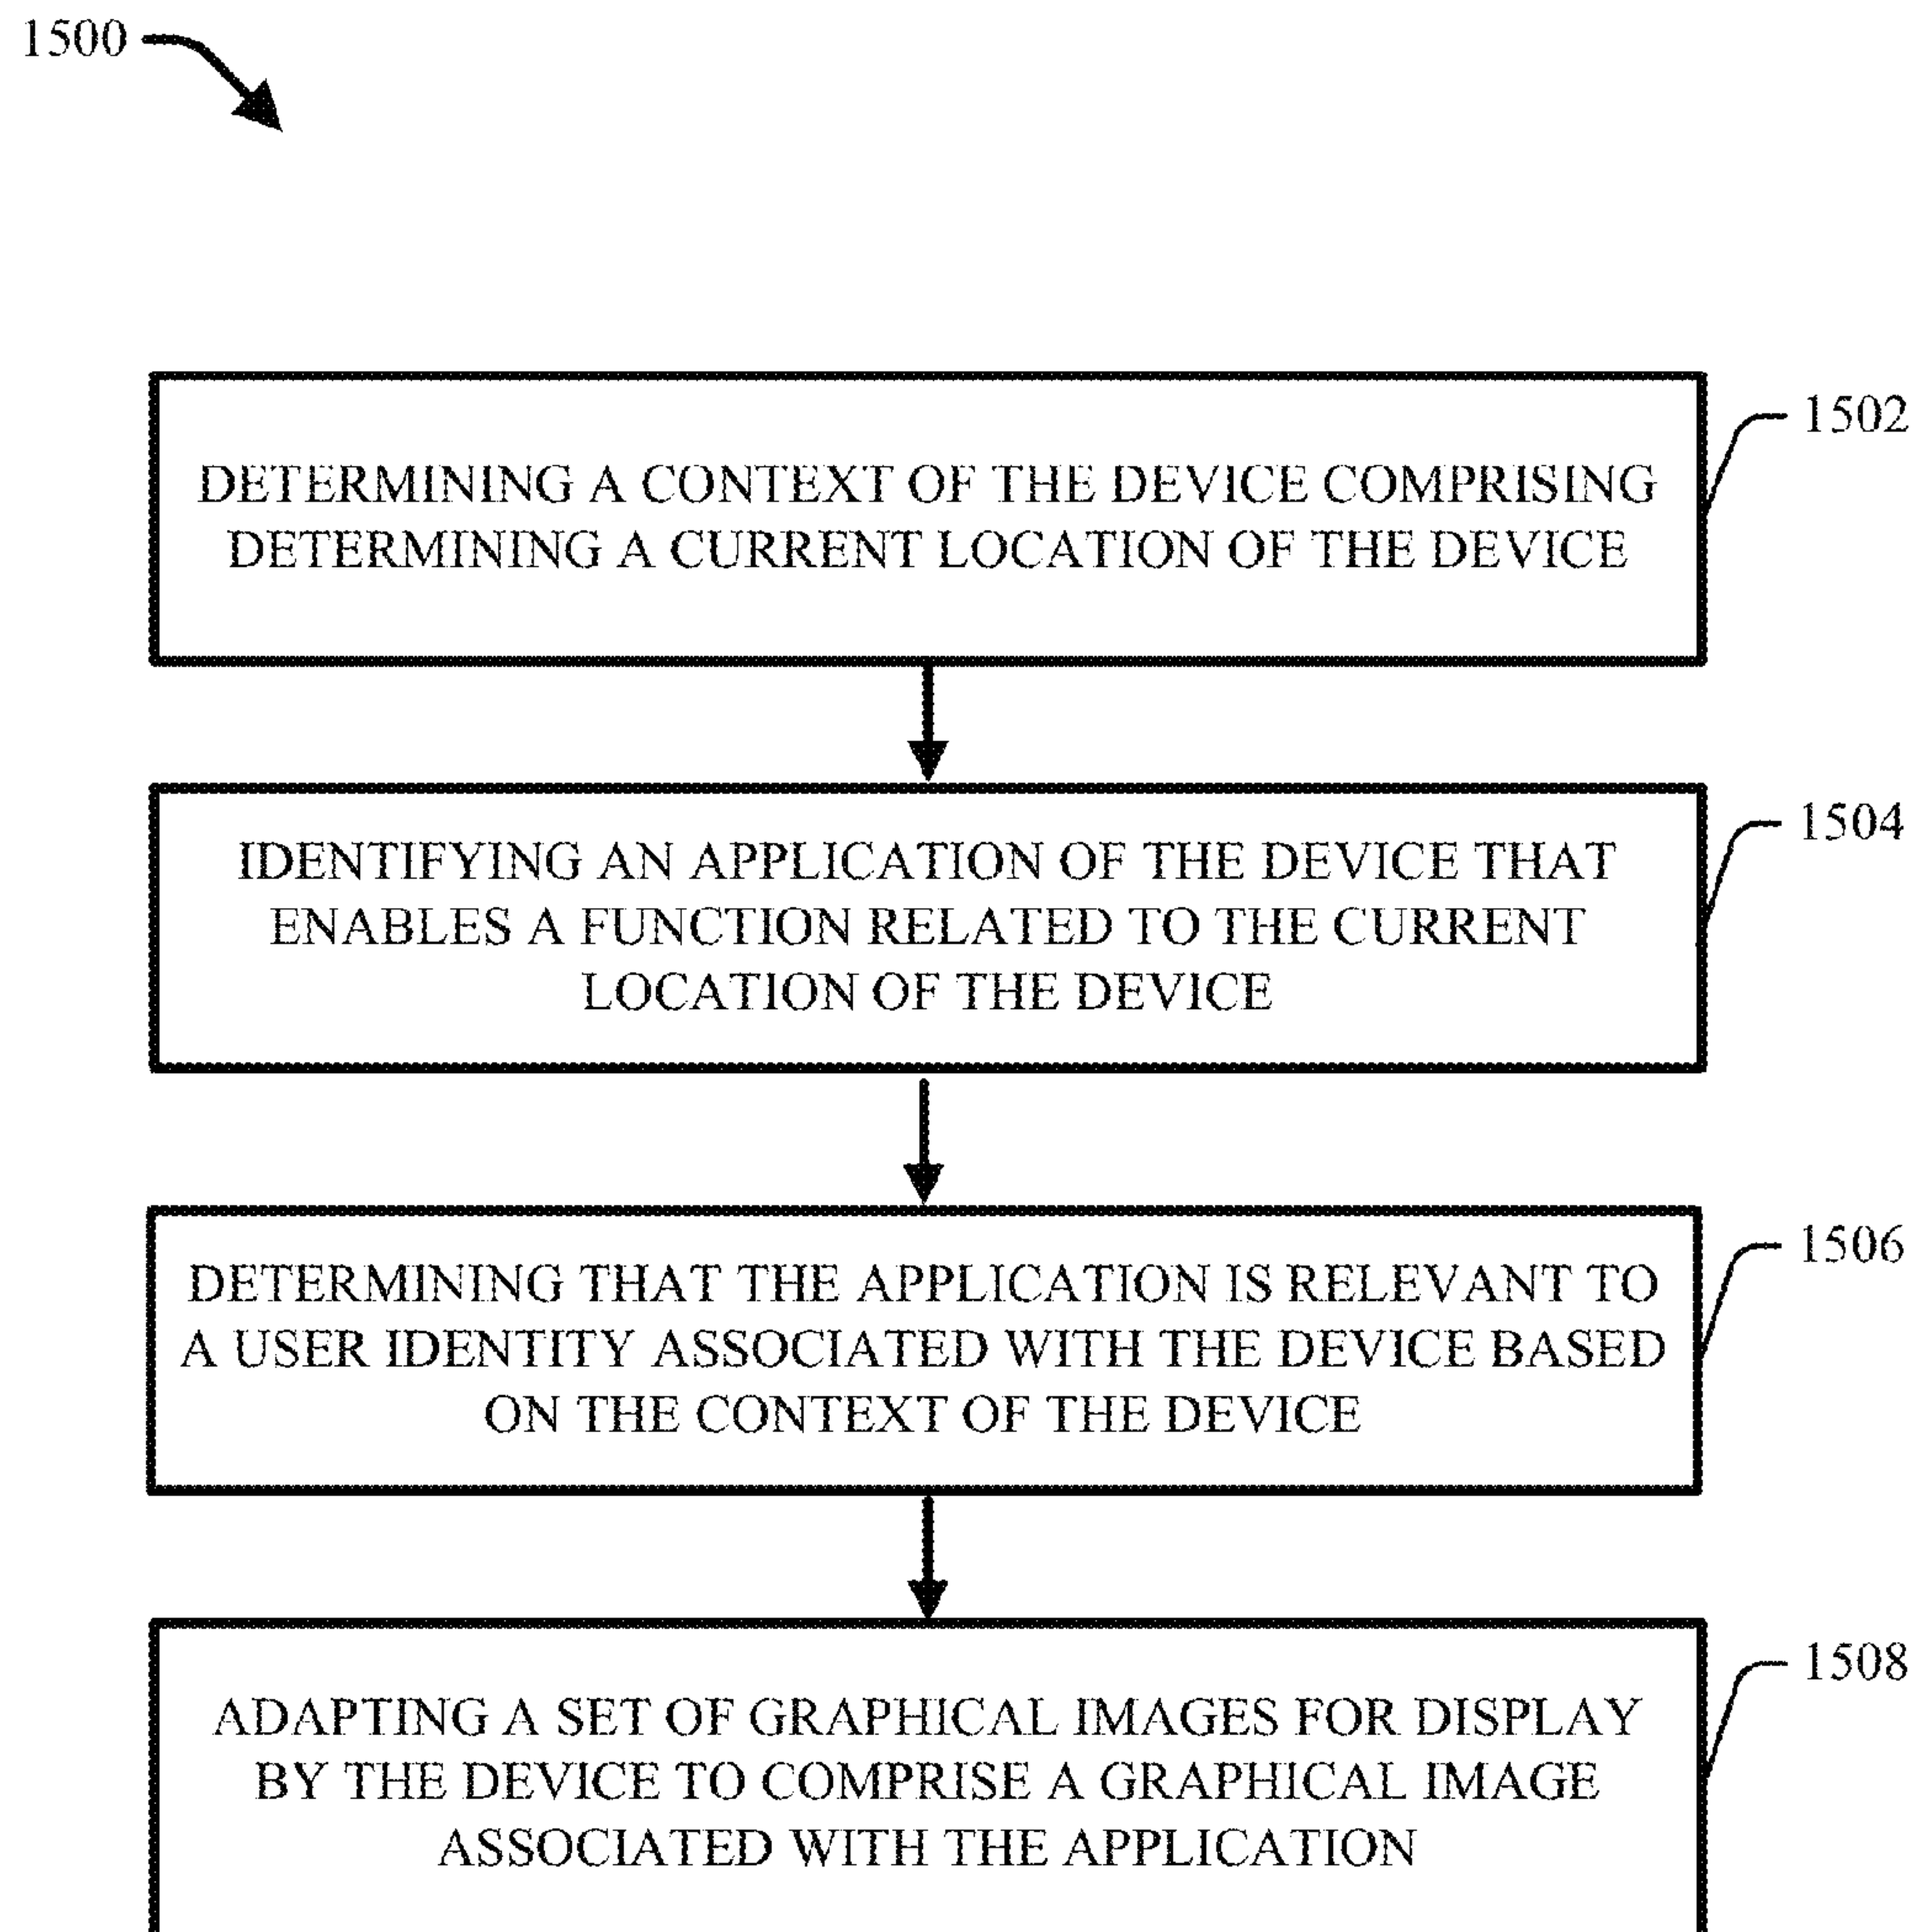 1500
1502
DETERMINING A CONTEXT OF THE DEVICE COMPRISING
DETERMINING A CURRENT LOCATION OF THE DEVICE
1504
IDENTIFYING AN APPLICATION OF THE DEVICE THAT
ENABLES A FUNCTION RELATED TO THE CURRENT
LOCATION OF THE DEVICE
1506
DETERMINING THAT THE APPLICATION IS RELEVANT TO
A USER IDENTITY ASSOCIATED WITH THE DEVICE BASED
ON THE CONTEXT OF THE DEVICE
1508
ADAPTING A SET OF GRAPHICAL IMAGES FOR DISPLAY
BY THE DEVICE TO COMPRISE A GRAPHICAL IMAGE
ASSOCIATED WITH THE APPLICATION